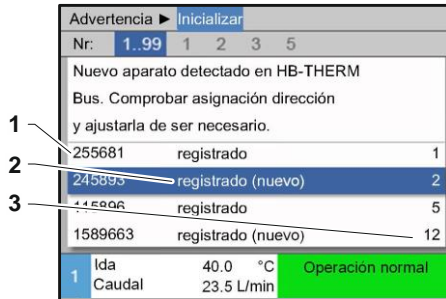 Advertencia ► Inicializar
Nr: 1..99 1 2 3 5
Nuevo aparato detectado en HB-THERM
Bus. Comprobar asignación dirección
y ajustarla de ser necesario.
1
255681 registrado 1
2
245893 registrado (nuevo) 2
3
115896 registrado 5
1589663 registrado (nuevo) 12
1 Ida 40.0 °C Operación normal
Caudal 23.5 L/min